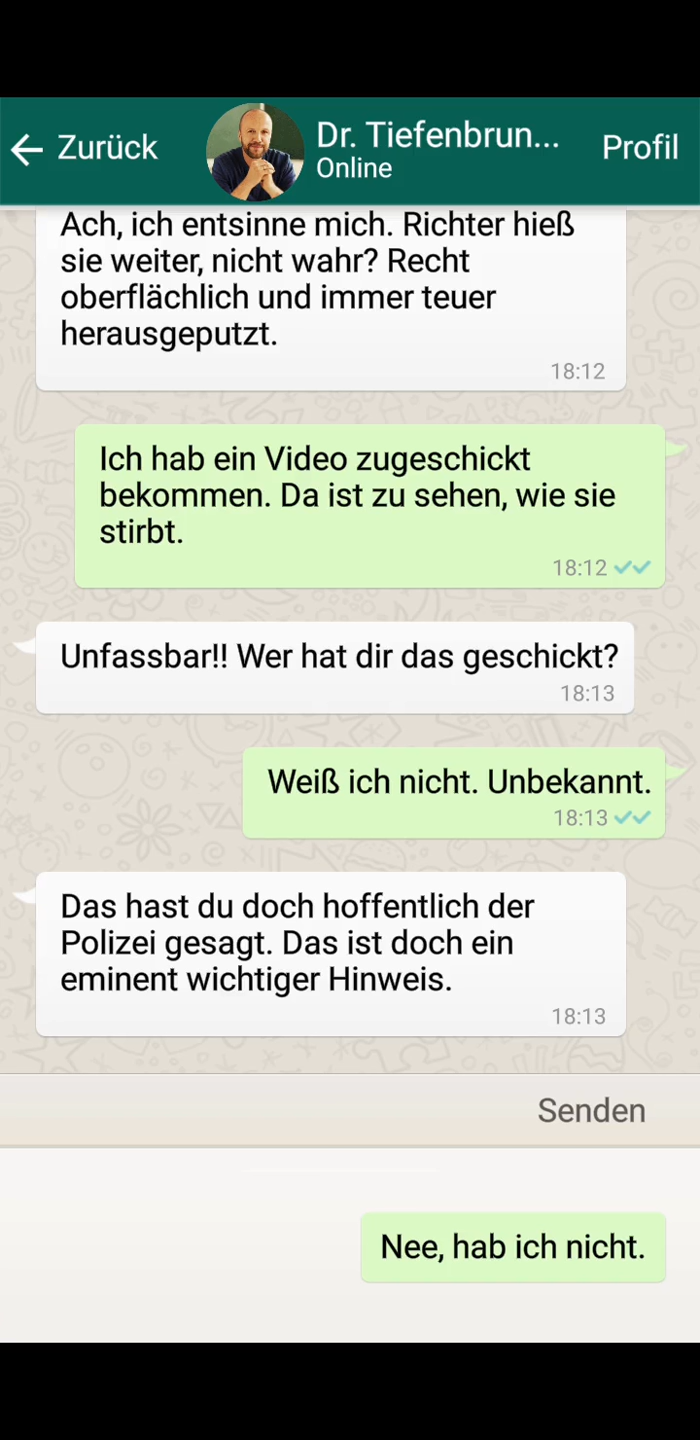 Zurück
Dr. Tiefenbrun...
Online
Profil
Ach, ich entsinne mich. Richter hieß
sie weiter, nicht wahr? Recht
oberflächlich und immer teuer
herausgeputzt.
18:12
Ich hab ein Video zugeschickt
bekommen. Da ist zu sehen, wie sie
stirbt.
18:12
Unfassbar!! Wer hat dir das geschickt?
18:13
Weiß ich nicht. Unbekannt.
18:13
Das hast du doch hoffentlich der
Polizei gesagt. Das ist doch ein
eminent wichtiger Hinweis.
18:13
Senden
Nee, hab ich nicht.